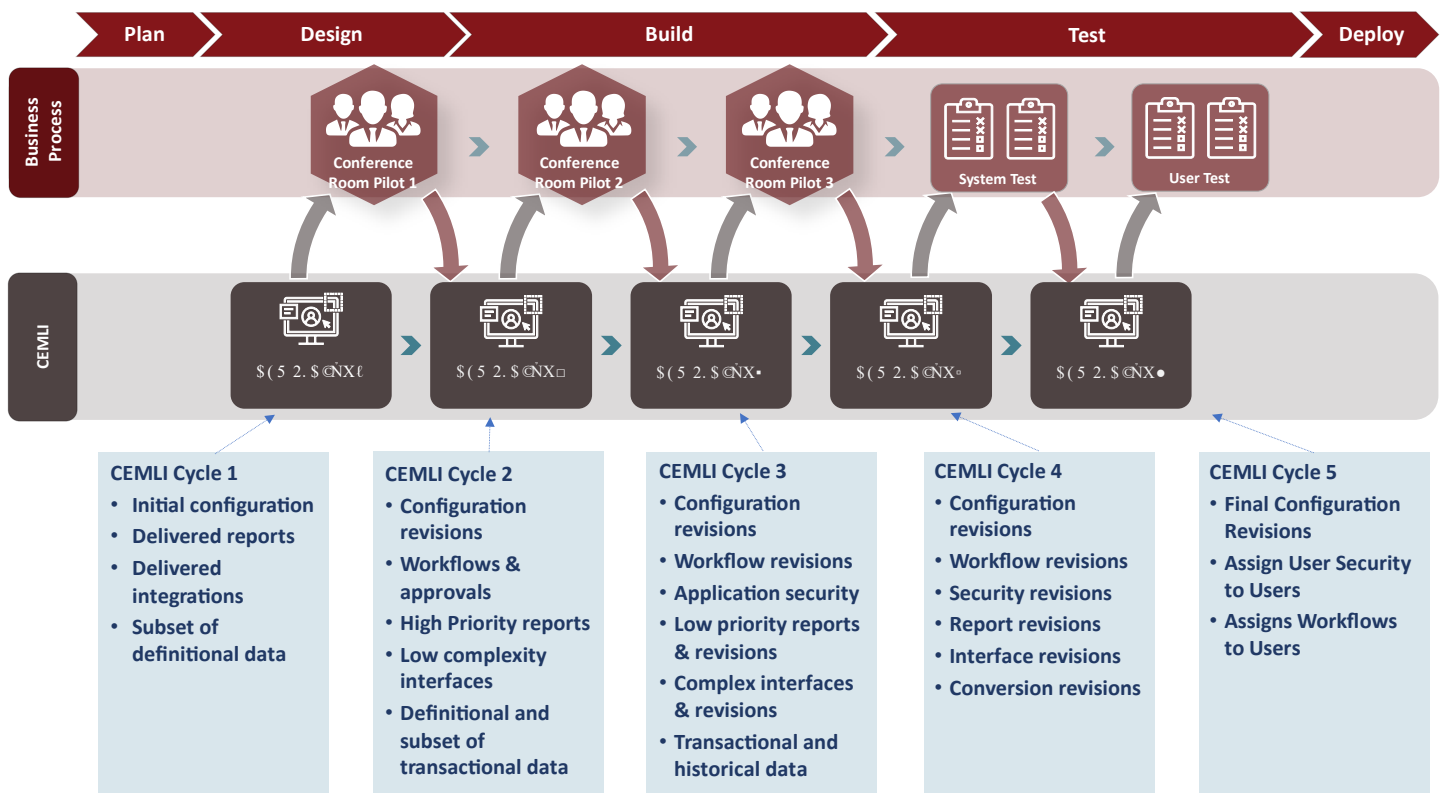 Plan
Design
Build
Test
Deploy
Business
Process
Conference
Room Pilot 1
Conference
Room Pilot 2
Conference
Room Pilot 3
System Test
User Test
CEMLI
CEMLI Cycle 1
• Initial configuration
• Delivered reports
• Delivered
integrations
• Subset of
definitional data
CEMLI Cycle 2
• Configuration
revisions
• Workflows &
approvals
• High Priority reports
• Low complexity
interfaces
• Definitional and
subset of
transactional data
CEMLI Cycle 3
• Configuration
revisions
• Workflow revisions
• Application security
• Low priority reports
& revisions
• Complex interfaces
& revisions
• Transactional and
historical data
CEMLI Cycle 4
• Configuration
revisions
• Workflow revisions
• Security revisions
• Report revisions
• Interface revisions
• Conversion revisions
CEMLI Cycle 5
• Final Configuration
Revisions
• Assign User Security
to Users
• Assigns Workflows
to Users